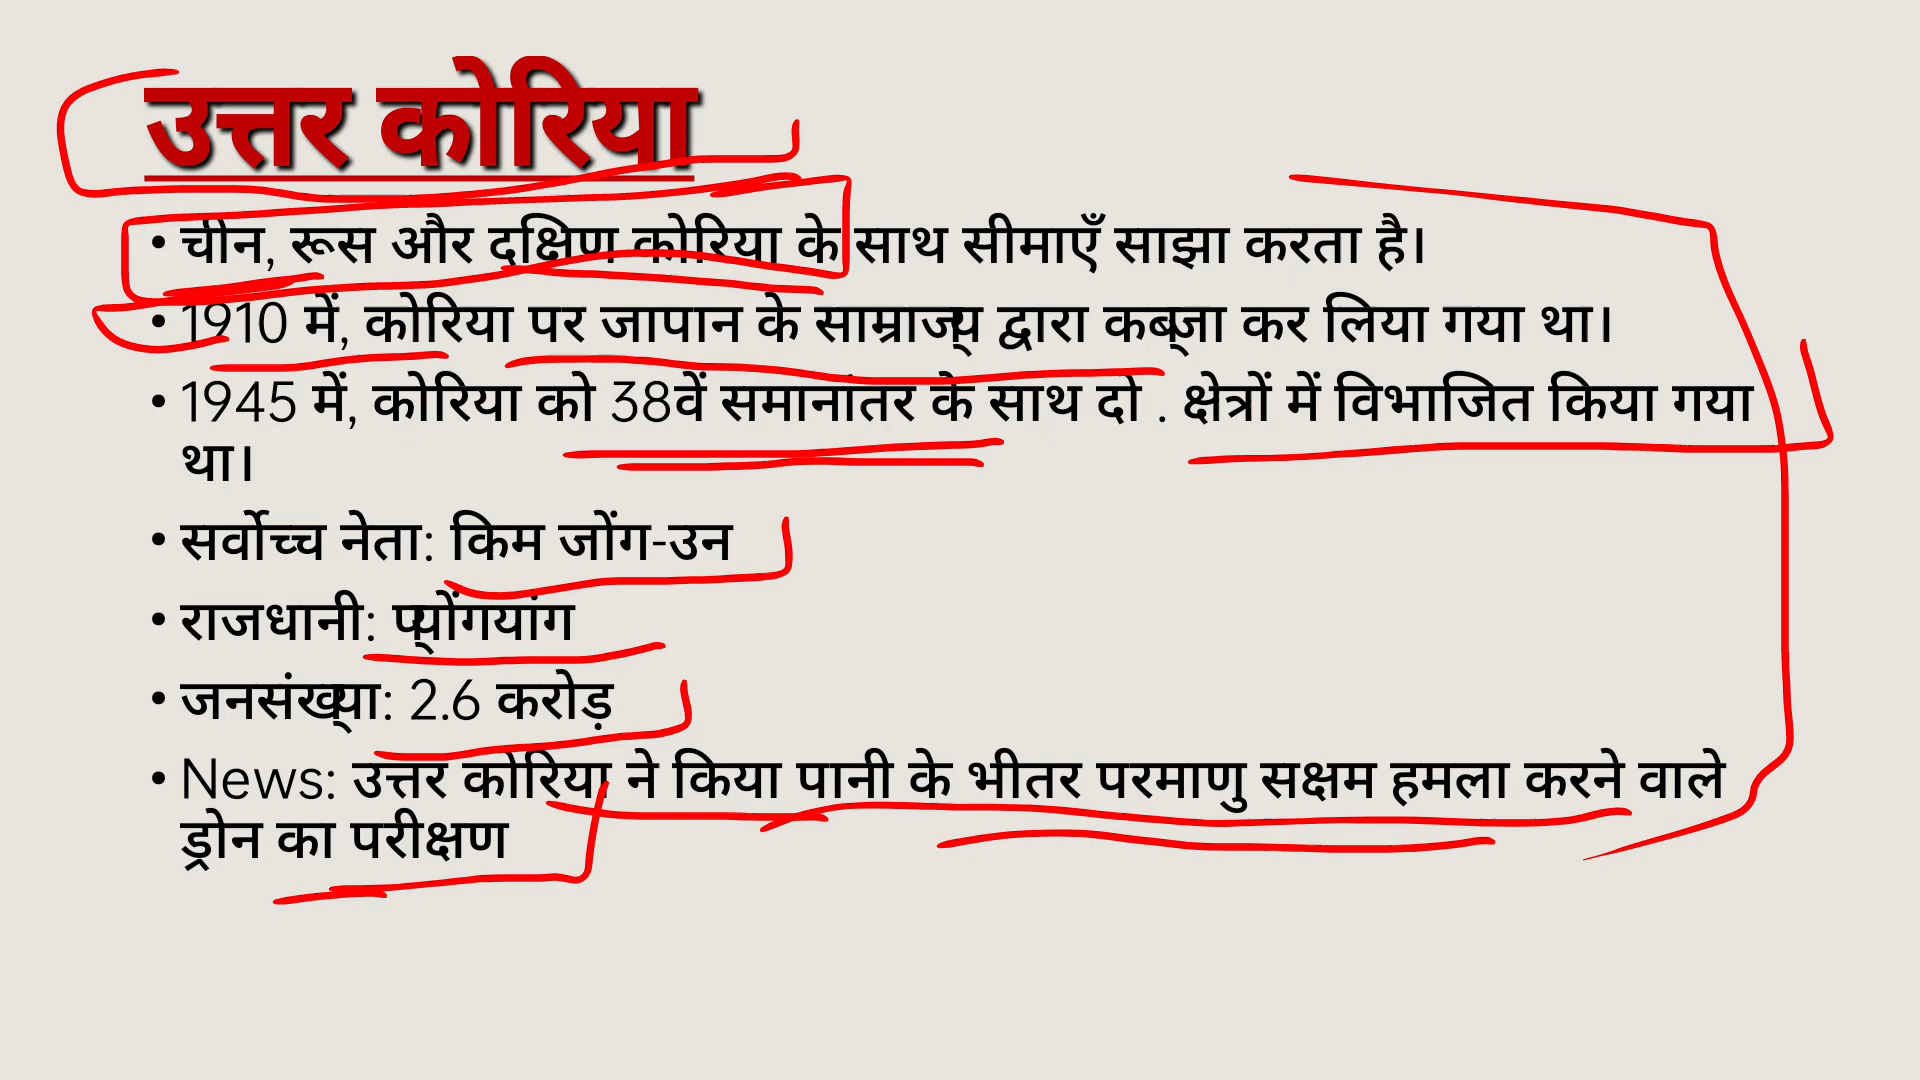 उत्तर कोरिया
• चीन, रूस और दक्षिण कोरिया के साथ सीमाएँ साझा करता है।
• 1910 में, कोरिया पर जापान के साम्राज्य द्वारा कब्जा कर लिया गया था।
• 1945 में, कोरिया को 38वें समानांतर के साथ दो . क्षेत्रों में विभाजित किया गया
था।
• सर्वोच्च नेता: किम जोंग-उन
• राजधानी: प्योंगयांग
• जनसंख्या: 2.6 करोड़
• News: उत्तर कोरिया ने किया पानी के भीतर परमाणु सक्षम हमला करने वाले
ड्रोन का परीक्षण